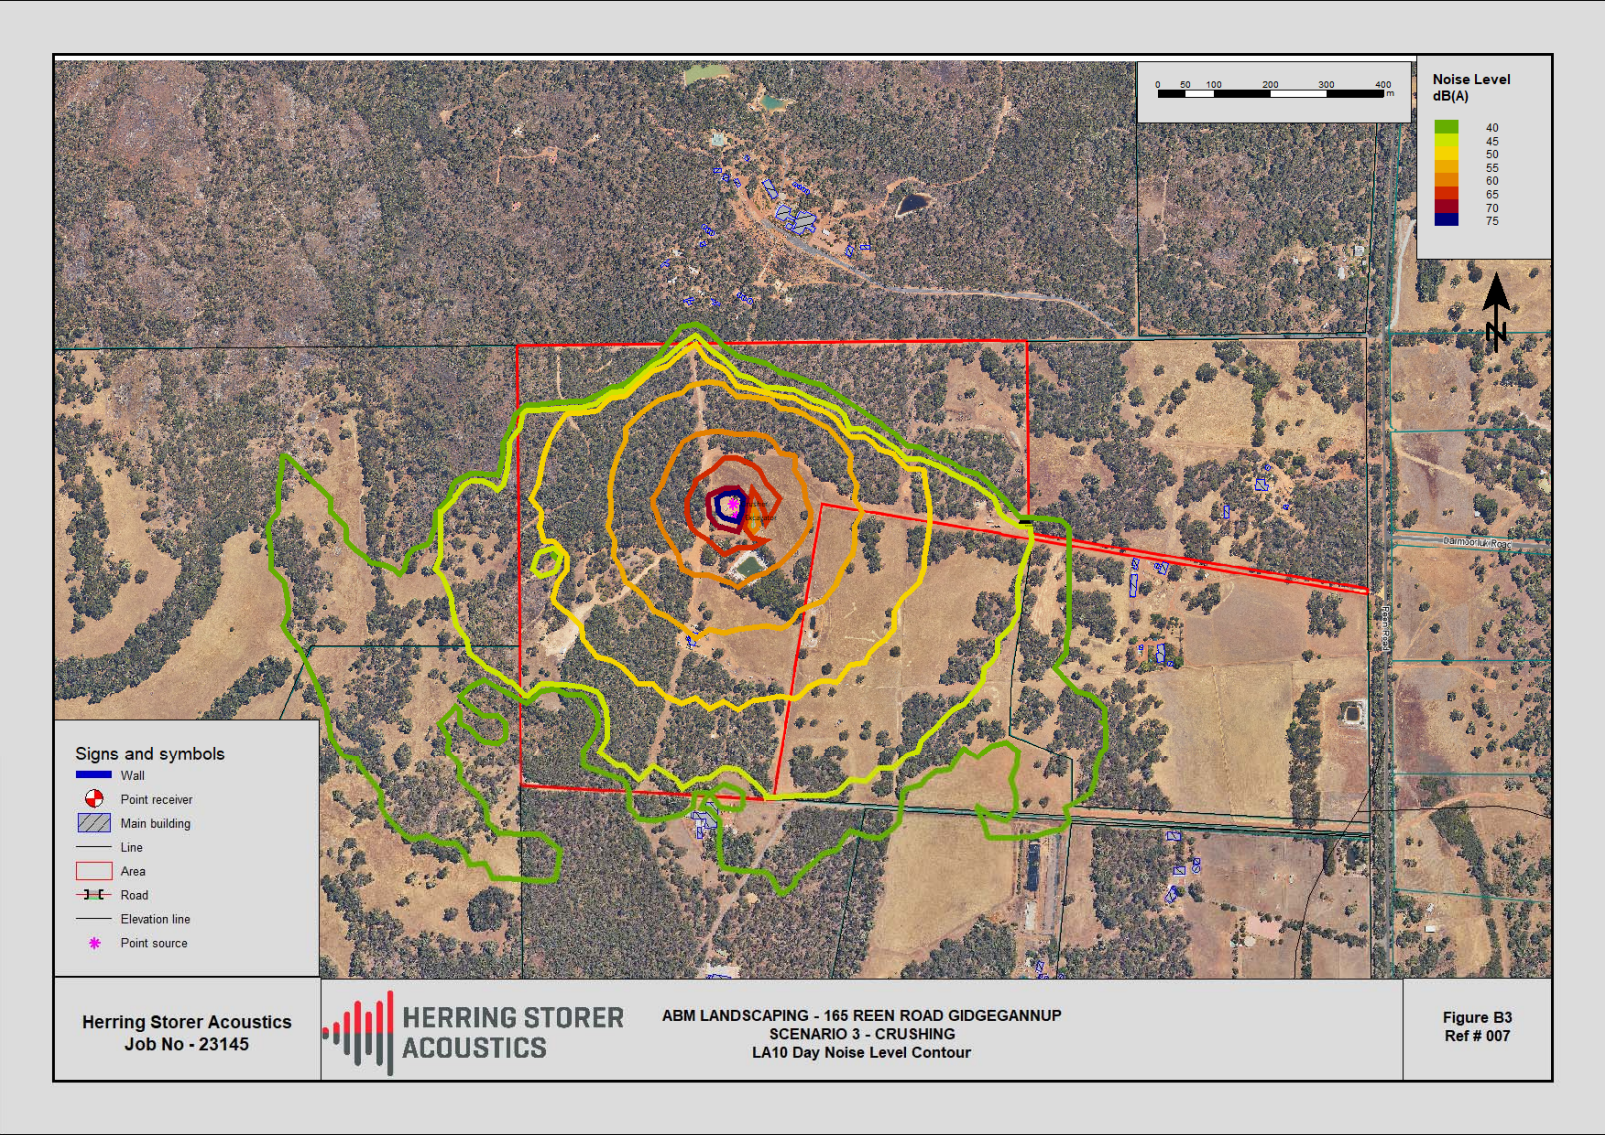 0 50 100 200 300 400
m
Noise Level
dB(A)
40
45
50
55
60
65
70
75
N
Darmoorluk Road
Reen Road
Signs and symbols
Wall
Point receiver
Main building
Line
Area
Road
Elevation line
Point source
Herring Storer Acoustics
Job No - 23145
HERRING STORER
ACOUSTICS
ABM LANDSCAPING - 165 REEN ROAD GIDGEGANNUP
SCENARIO 3 - CRUSHING
LA10 Day Noise Level Contour
Figure B3
Ref # 007